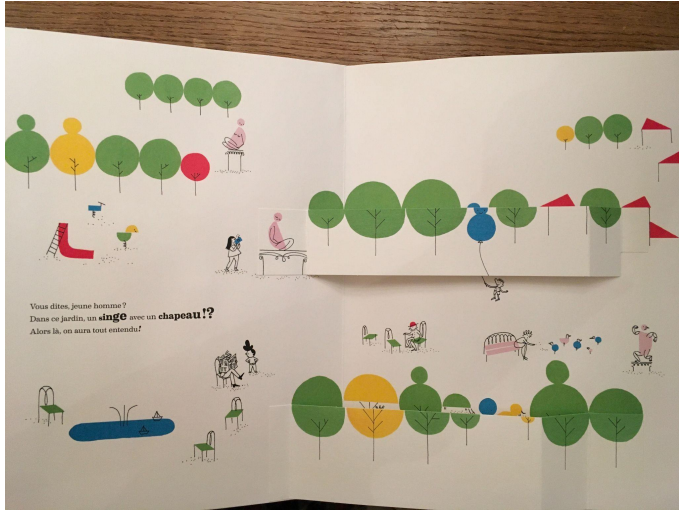 Vous dites, jeune homme ?
Dans ce jardin, un singe avec un chapeau !?
Alors là, on aura tout entendu !